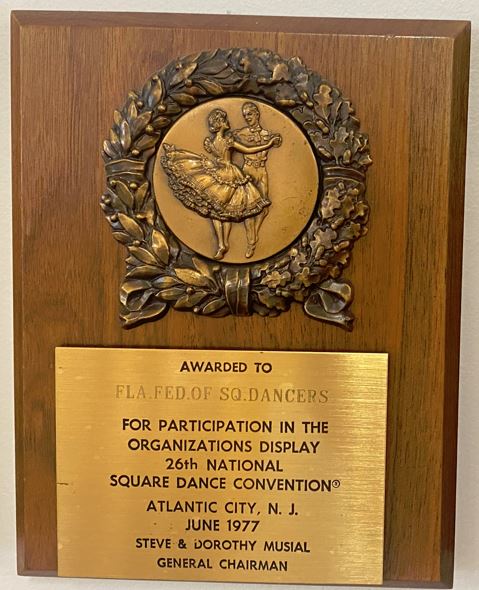 AWARDED TO
FLA.FED.OF SQ.DANCERS
FOR PARTICIPATION IN THE
ORGANIZATIONS DISPLAY
26th NATIONAL
SQUARE DANCE CONVENTION®
ATLANTIC CITY, N. J.
JUNE 1977
STEVE & DOROTHY MUSIAL
GENERAL CHAIRMAN